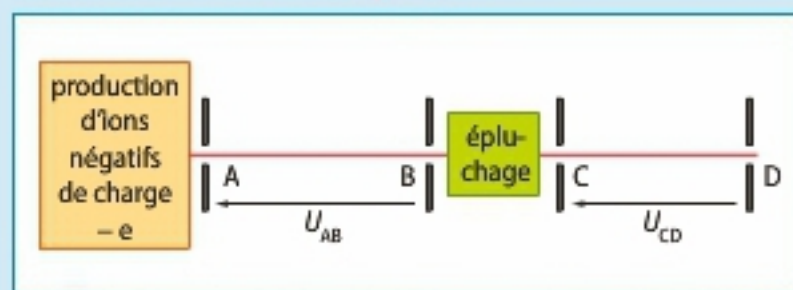 production
d'ions
négatifs
de charge
– e
A
B
U_AB
éplu-
chage
C
D
U_CD